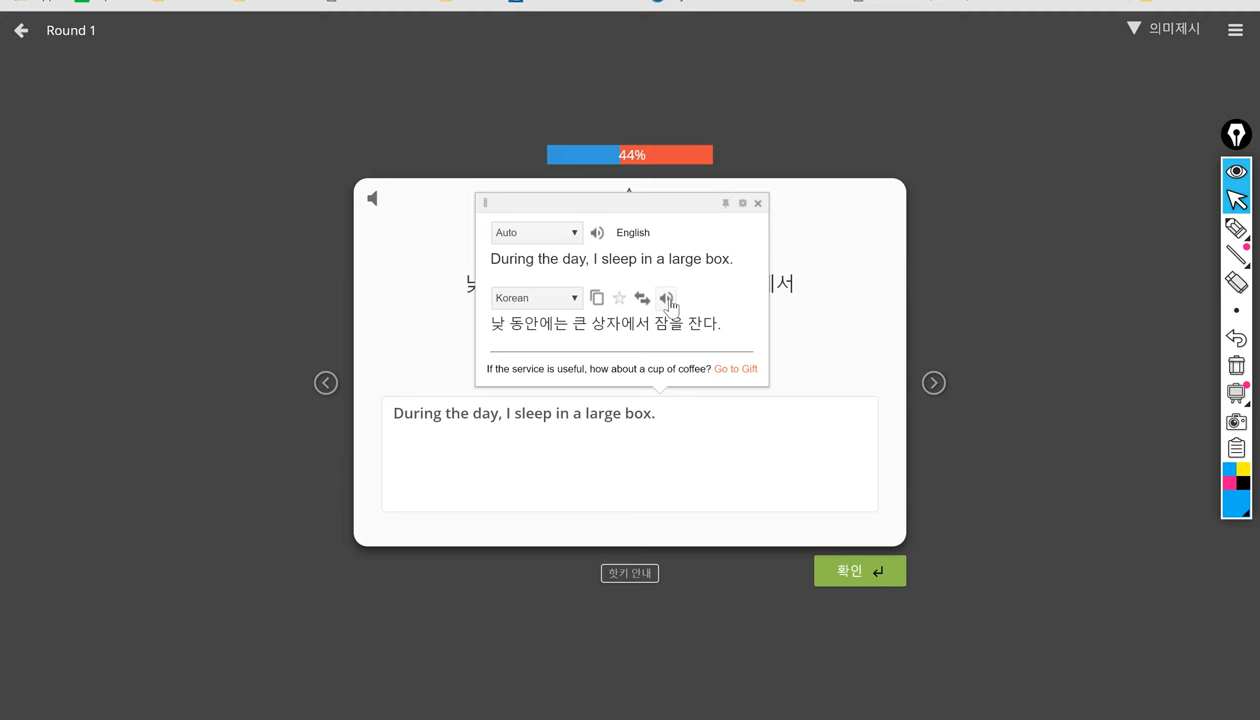 Round 1
의미제시
44%
Auto
English
During the day, I sleep in a large box.
Korean
낮 동안에는 큰 상자에서 잠을 잔다.
If the service is useful, how about a cup of coffee? Go to Gift
During the day, I sleep in a large box.
핫키 안내
확인